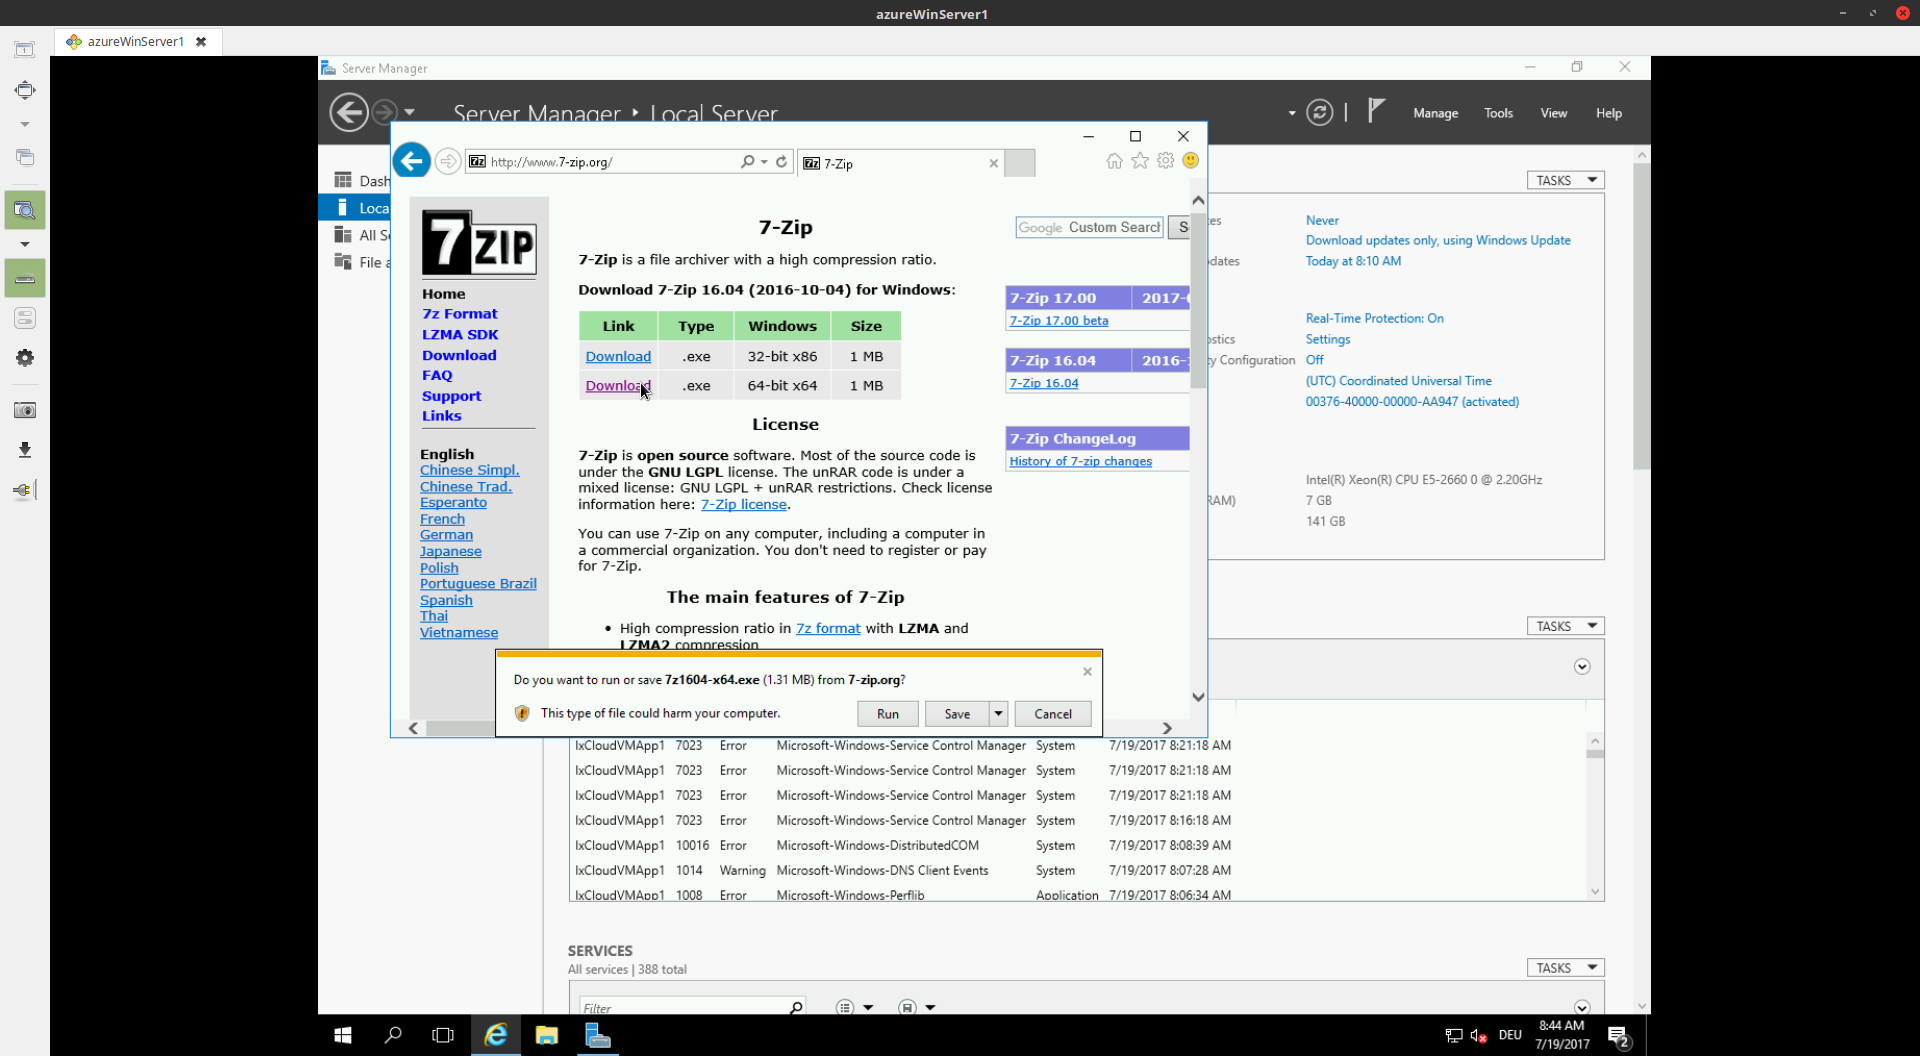 azureWinServer1
azureWinServer1
Server Manager
Server Manager ‣ Local Server
Manage Tools View Help
http://www.7-zip.org/
7-Zip
Dash
Loca
All Se
File a
TASKS
7ZIP
Home
7z Format
LZMA SDK
Download
FAQ
Support
Links
English
Chinese Simpl.
Chinese Trad.
Esperanto
French
German
Japanese
Polish
Portuguese Brazil
Spanish
Thai
Vietnamese
7-Zip
7-Zip is a file archiver with a high compression ratio.
Download 7-Zip 16.04 (2016-10-04) for Windows:
Link Type Windows Size
Download .exe 32-bit x86 1 MB
Download .exe 64-bit x64 1 MB
License
7-Zip is open source software. Most of the source code is
under the GNU LGPL license. The unRAR code is under a
mixed license: GNU LGPL + unRAR restrictions. Check license
information here: 7-Zip license.
You can use 7-Zip on any computer, including a computer in
a commercial organization. You don't need to register or pay
for 7-Zip.
The main features of 7-Zip
• High compression ratio in 7z format with LZMA and
LZMA2 compression
Google Custom Search
S
7-Zip 17.00 2017-
7-Zip 17.00 beta
7-Zip 16.04 2016-
7-Zip 16.04
7-Zip ChangeLog
History of 7-zip changes
Do you want to run or save 7z1604-x64.exe (1.31 MB) from 7-zip.org?
This type of file could harm your computer.
Run Save Cancel
es Never
Download updates only, using Windows Update
dates Today at 8:10 AM
Real-Time Protection: On
stics Settings
y Configuration Off
(UTC) Coordinated Universal Time
00376-40000-00000-AA947 (activated)
Intel(R) Xeon(R) CPU E5-2660 0 @ 2.20GHz
RAM) 7 GB
141 GB
TASKS
IxCloudVMApp1 7023 Error Microsoft-Windows-Service Control Manager System 7/19/2017 8:21:18 AM
IxCloudVMApp1 7023 Error Microsoft-Windows-Service Control Manager System 7/19/2017 8:21:18 AM
IxCloudVMApp1 7023 Error Microsoft-Windows-Service Control Manager System 7/19/2017 8:21:18 AM
IxCloudVMApp1 7023 Error Microsoft-Windows-Service Control Manager System 7/19/2017 8:16:18 AM
IxCloudVMApp1 10016 Error Microsoft-Windows-DistributedCOM System 7/19/2017 8:08:39 AM
IxCloudVMApp1 1014 Warning Microsoft-Windows-DNS Client Events System 7/19/2017 8:07:28 AM
IxCloudVMApp1 1008 Error Microsoft-Windows-Perflib Application 7/19/2017 8:06:34 AM
SERVICES
All services | 388 total
TASKS
Filter
DEU
8:44 AM
7/19/2017
2